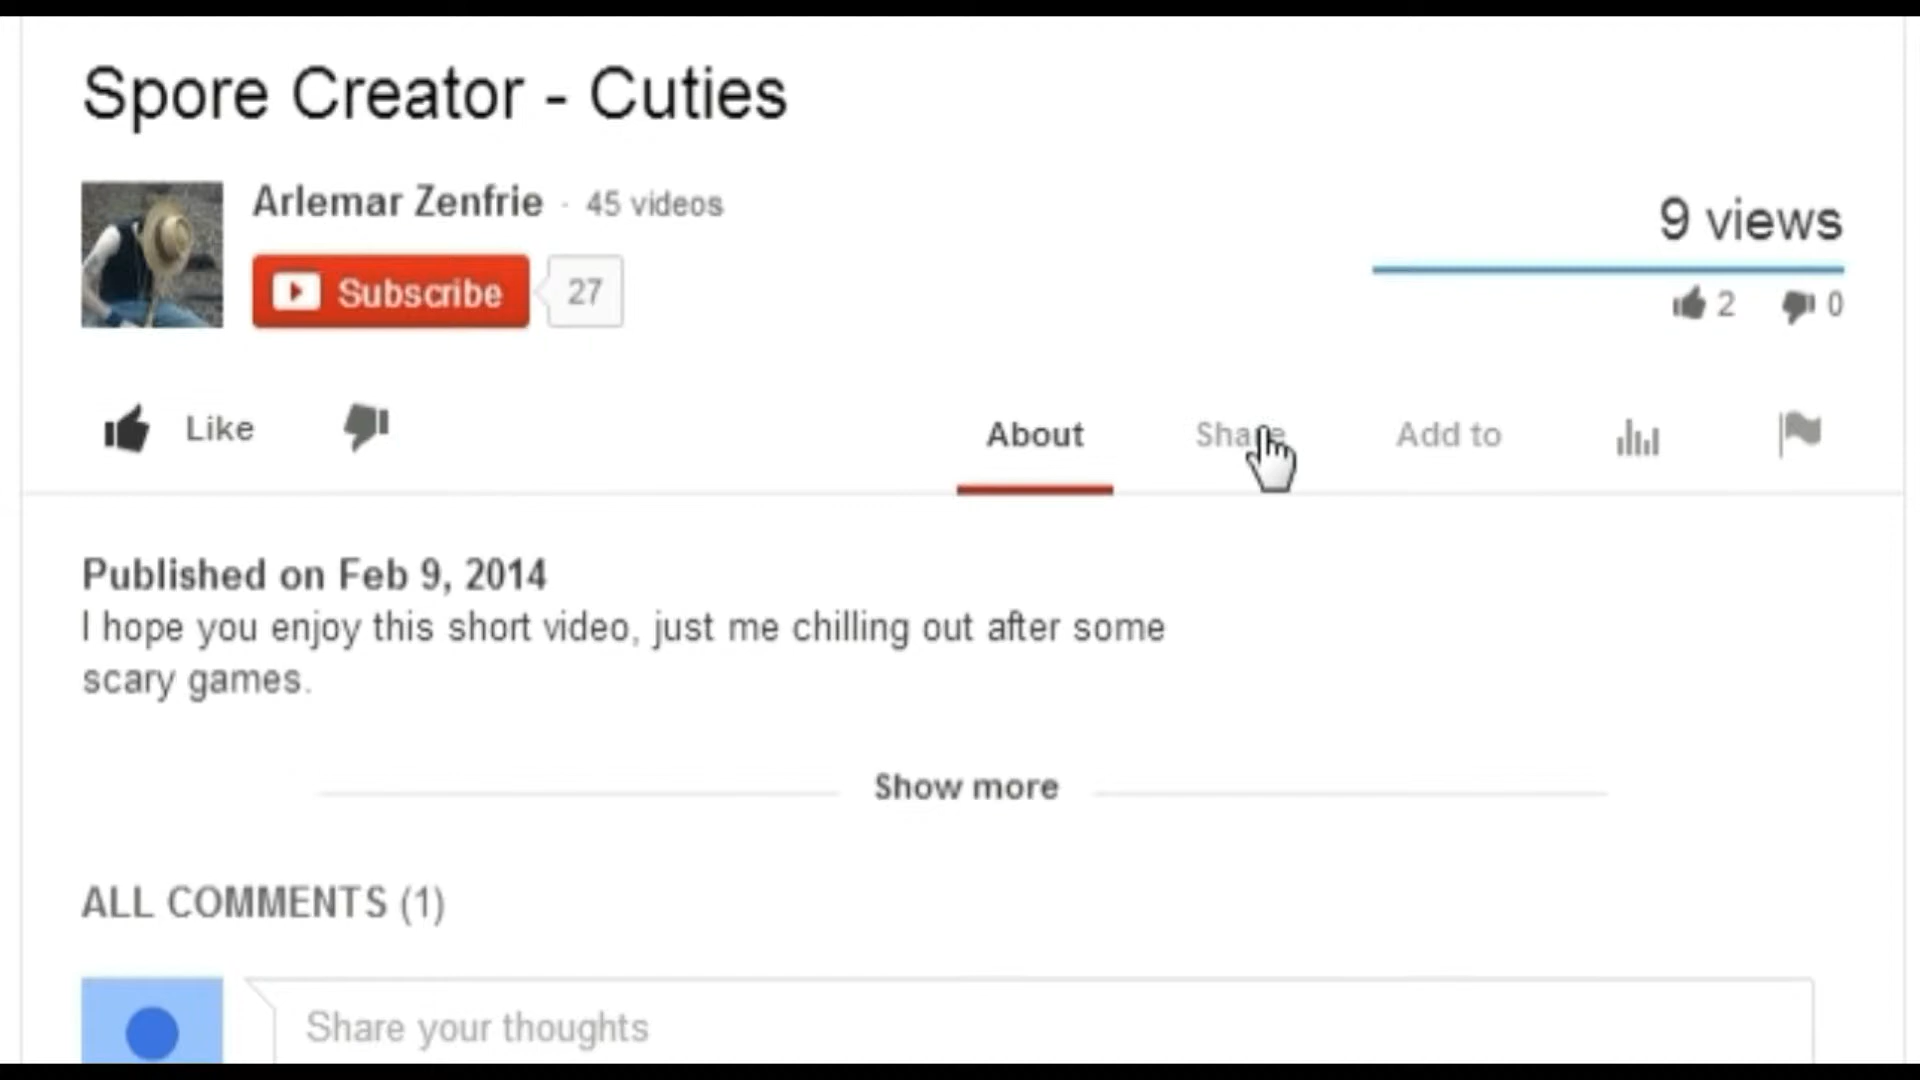 Spore Creator - Cuties
Arlemar Zenfrie · 45 videos
Subscribe 27
9 views
2 0
Like
About Share Add to
Published on Feb 9, 2014
I hope you enjoy this short video, just me chilling out after some
scary games.
Show more
ALL COMMENTS (1)
Share your thoughts